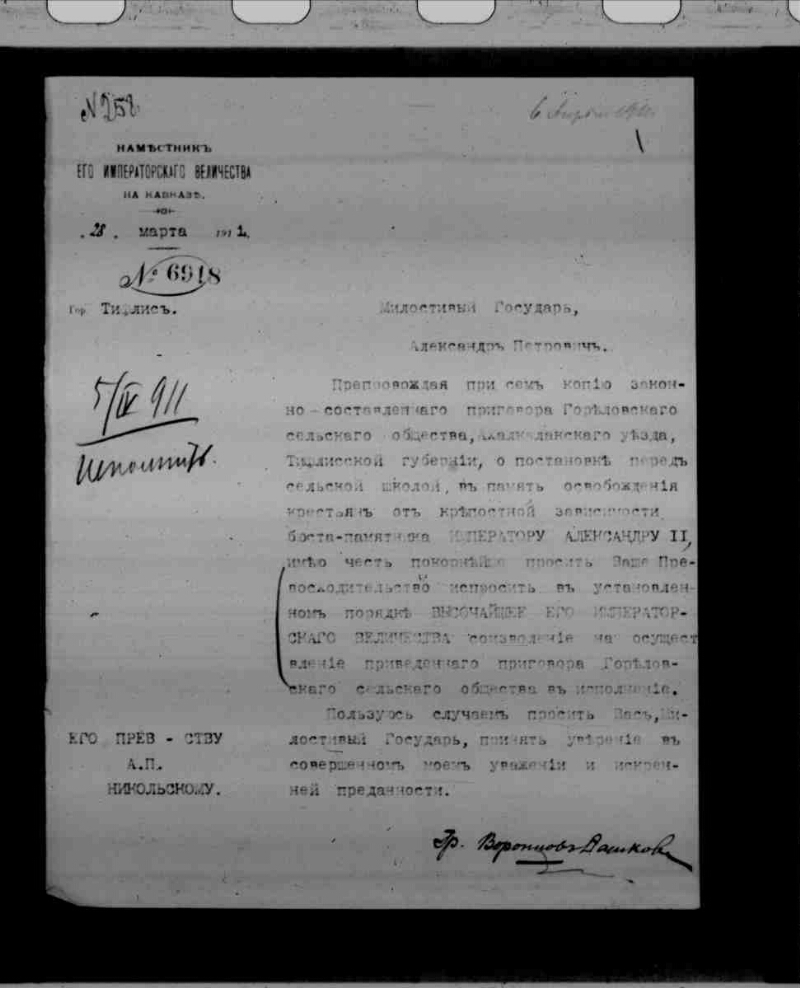 № 252
6 Апрѣля 1911
НАМѢСТНИКЪ
ЕГО ИМПЕРАТОРСКАГО ВЕЛИЧЕСТВА
НА КАВКАЗѢ.
„28„ марта 1911.
№ 6918
Гор Тифлисъ.
Милостивый Государь,
Александръ Петровичъ.
5/IV 911
Исполнить.
Препровождая при семъ копію закон-
но-составленнаго приговора Горѣловскаго
сельскаго общества, Ахалкалакскаго уѣзда,
Тифлисской губерніи, о постановкѣ передъ
сельской школой, въ память освобожденія
крестьянъ отъ крѣпостной зависимости
бюста-памятника ИМПЕРАТОРУ АЛЕКСАНДРУ II,
имѣю честь покорнѣйше просить Ваше Пре-
восходительство испросить въ установлен-
номъ порядкѣ ВЫСОЧАЙШЕЕ ЕГО ИМПЕРАТОР-
СКАГО ВЕЛИЧЕСТВА соизволеніе на осущест
вленіе приведеннаго приговора Горѣлов-
скаго сельскаго общества въ исполненіе.
Пользуюсь случаемъ просить Васъ, Ми-
лостивый Государь, принять увѣреніе въ
совершенномъ моемъ уваженіи и искрен-
ней преданности.
ЕГО ПРЕВ - СТВУ
А.П.
НИКОЛЬСКОМУ.
Гр. Воронцовъ Дашковъ